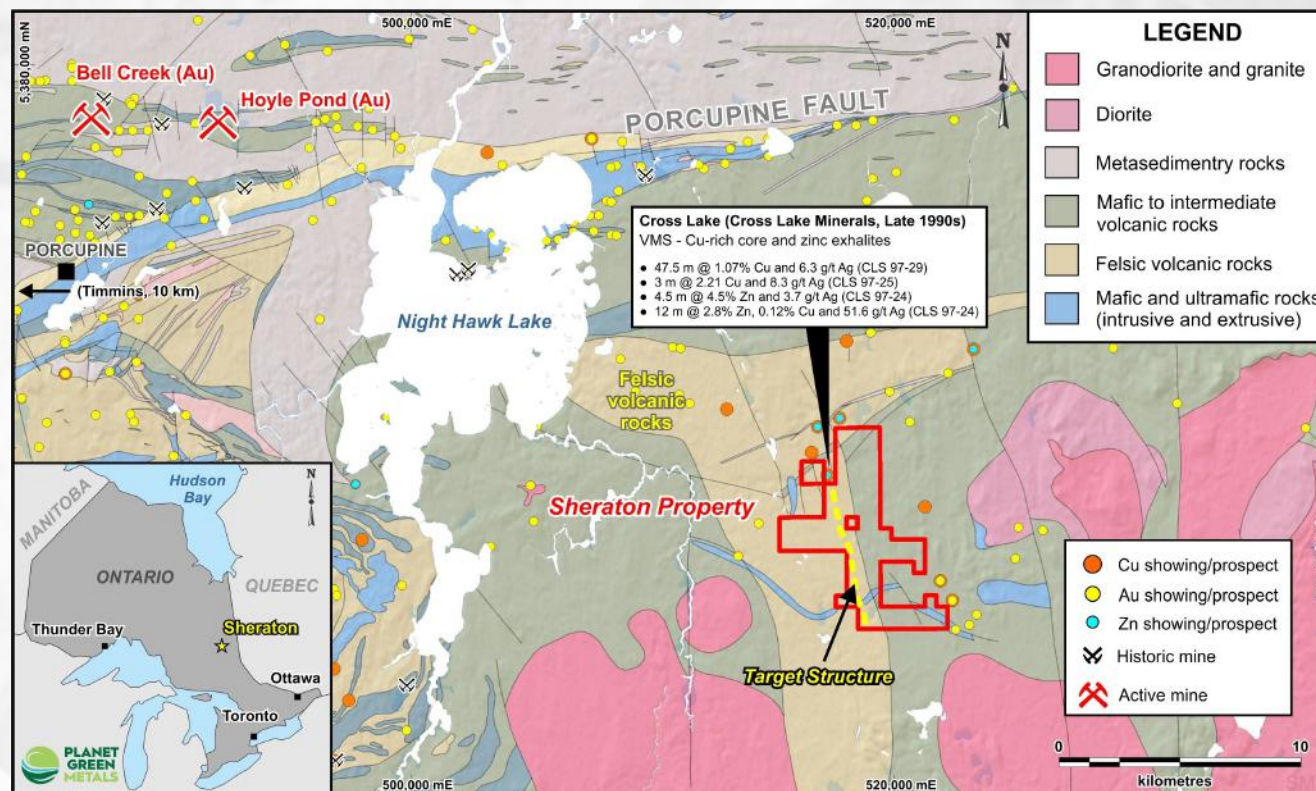 500,000 mE
520,000 mE
5,380,000 mN
Bell Creek (Au)
Hoyle Pond (Au)
PORCUPINE FAULT
N
PORCUPINE
(Timmins, 10 km)
Night Hawk Lake
Cross Lake (Cross Lake Minerals, Late 1990s)
VMS - Cu-rich core and zinc exhalites
● 47.5 m @ 1.07% Cu and 6.3 g/t Ag (CLS 97-29)
● 3 m @ 2.21 Cu and 8.3 g/t Ag (CLS 97-25)
● 4.5 m @ 4.5% Zn and 3.7 g/t Ag (CLS 97-24)
● 12 m @ 2.8% Zn, 0.12% Cu and 51.6 g/t Ag (CLS 97-24)
Felsic
volcanic
rocks
Sheraton Property
Target Structure
LEGEND
Granodiorite and granite
Diorite
Metasedimentry rocks
Mafic to intermediate
volcanic rocks
Felsic volcanic rocks
Mafic and ultramafic rocks
(intrusive and extrusive)
Cu showing/prospect
Au showing/prospect
Zn showing/prospect
Historic mine
Active mine
0
10
kilometres
500,000 mE
520,000 mE
Hudson
Bay
N
MANITOBA
ONTARIO
QUEBEC
Sheraton
Thunder Bay
Ottawa
Toronto
PLANET
GREEN
METALS